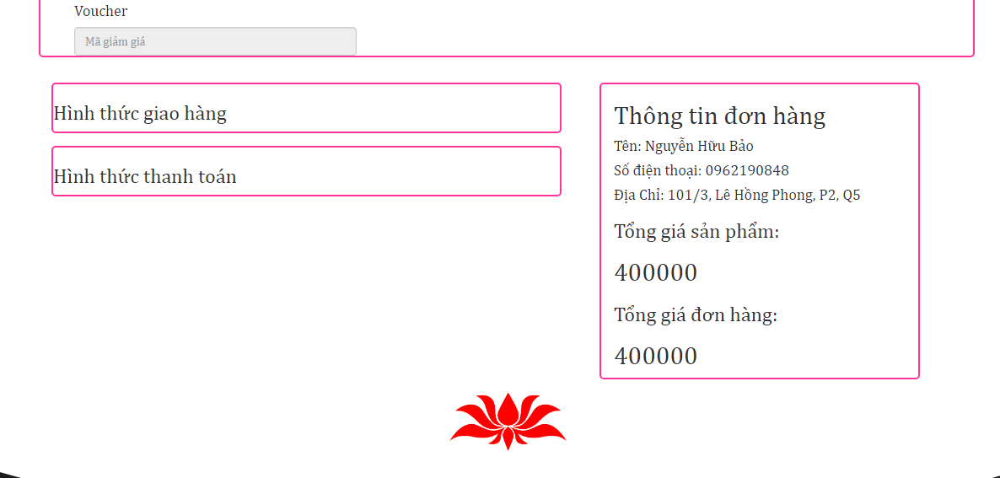 Voucher
Mã giảm giá
Hình thức giao hàng
Hình thức thanh toán
Thông tin đơn hàng
Tên: Nguyễn Hữu Bảo
Số điện thoại: 0962190848
Địa Chỉ: 101/3, Lê Hồng Phong, P2, Q5
Tổng giá sản phẩm:
400000
Tổng giá đơn hàng:
400000